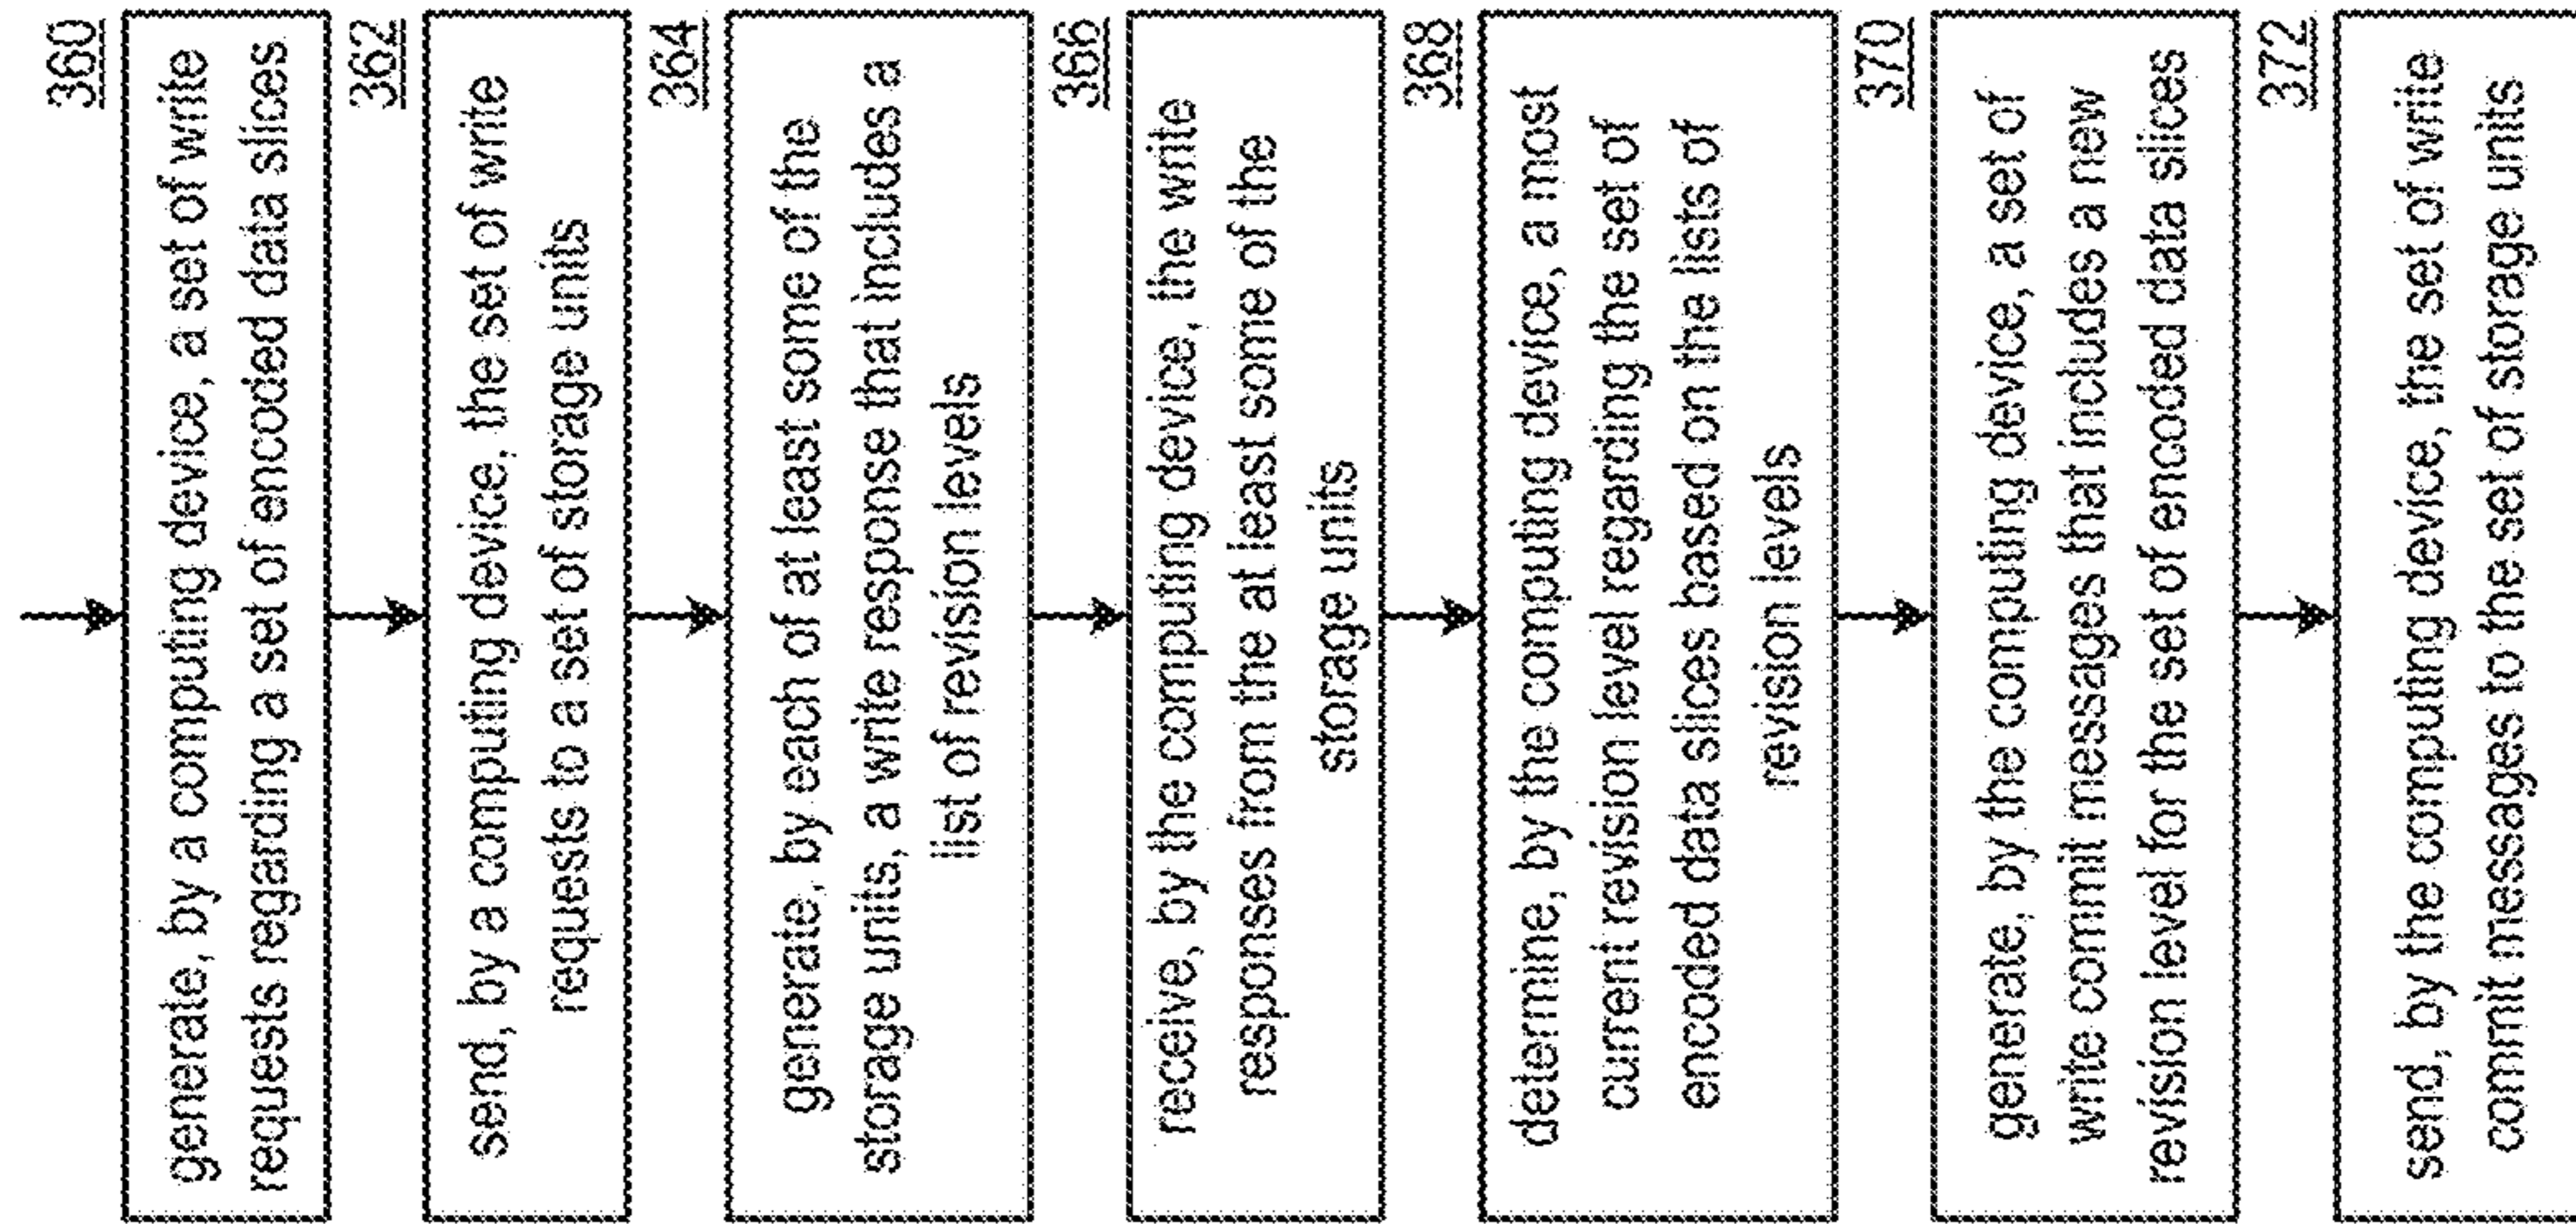 360
generate, by a computing device, a set of write
requests regarding a set of encoded data slices
362
send, by a computing device, the set of write
requests to a set of storage units
364
generate, by each of at least some of the
storage units, a write response that includes a
list of revision levels
366
receive, by the computing device, the write
responses from the at least some of the
storage units
368
determine, by the computing device, a most
current revision level regarding the set of
encoded data slices based on the lists of
revision levels
370
generate, by the computing device, a set of
write commit messages that includes a new
revision level for the set of encoded data slices
372
send, by the computing device, the set of write
commit messages to the set of storage units